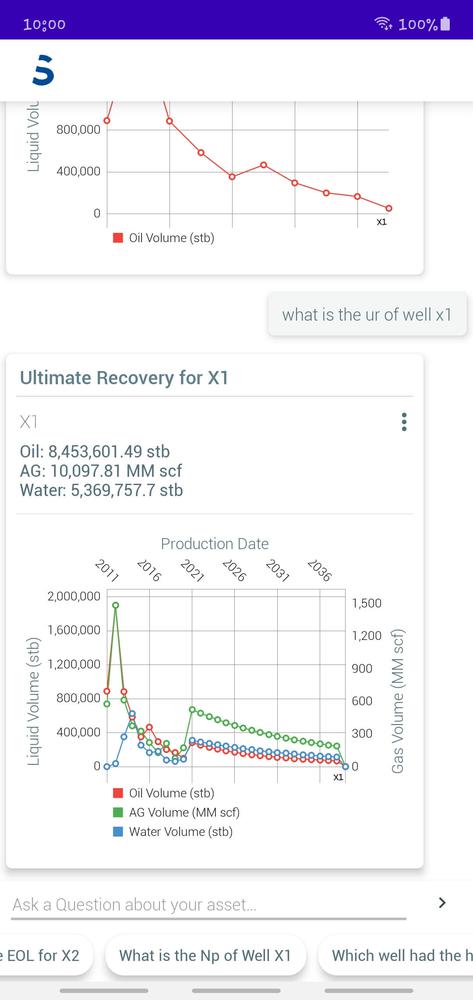 10:00
100%
S
Liquid Volu
800,000
400,000
0
X1
Oil Volume (stb)
what is the ur of well x1
Ultimate Recovery for X1
X1
Oil: 8,453,601.49 stb
AG: 10,097.81 MM scf
Water: 5,369,757.7 stb
Production Date
2011 2016 2021 2026 2031 2036
Liquid Volume (stb)
2,000,000
1,600,000
1,200,000
800,000
400,000
0
1,500
1,200
900
600
300
0
Gas Volume (MM scf)
X1
Oil Volume (stb)
AG Volume (MM scf)
Water Volume (stb)
Ask a Question about your asset...
e EOL for X2
What is the Np of Well X1
Which well had the h